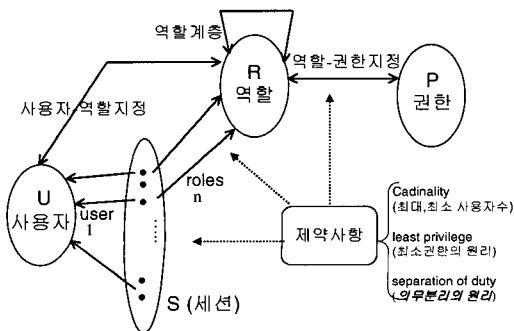 역할계층
R
역할
역할-권한지정
P
권한
사용자-역할지정
U
사용자
user
1
roles
n
S (세션)
제약사항
Cadinality
(최대,최소 사용자수)
least privilege
(최소권한의 원리)
separation of duty
(의무분리의 원리)